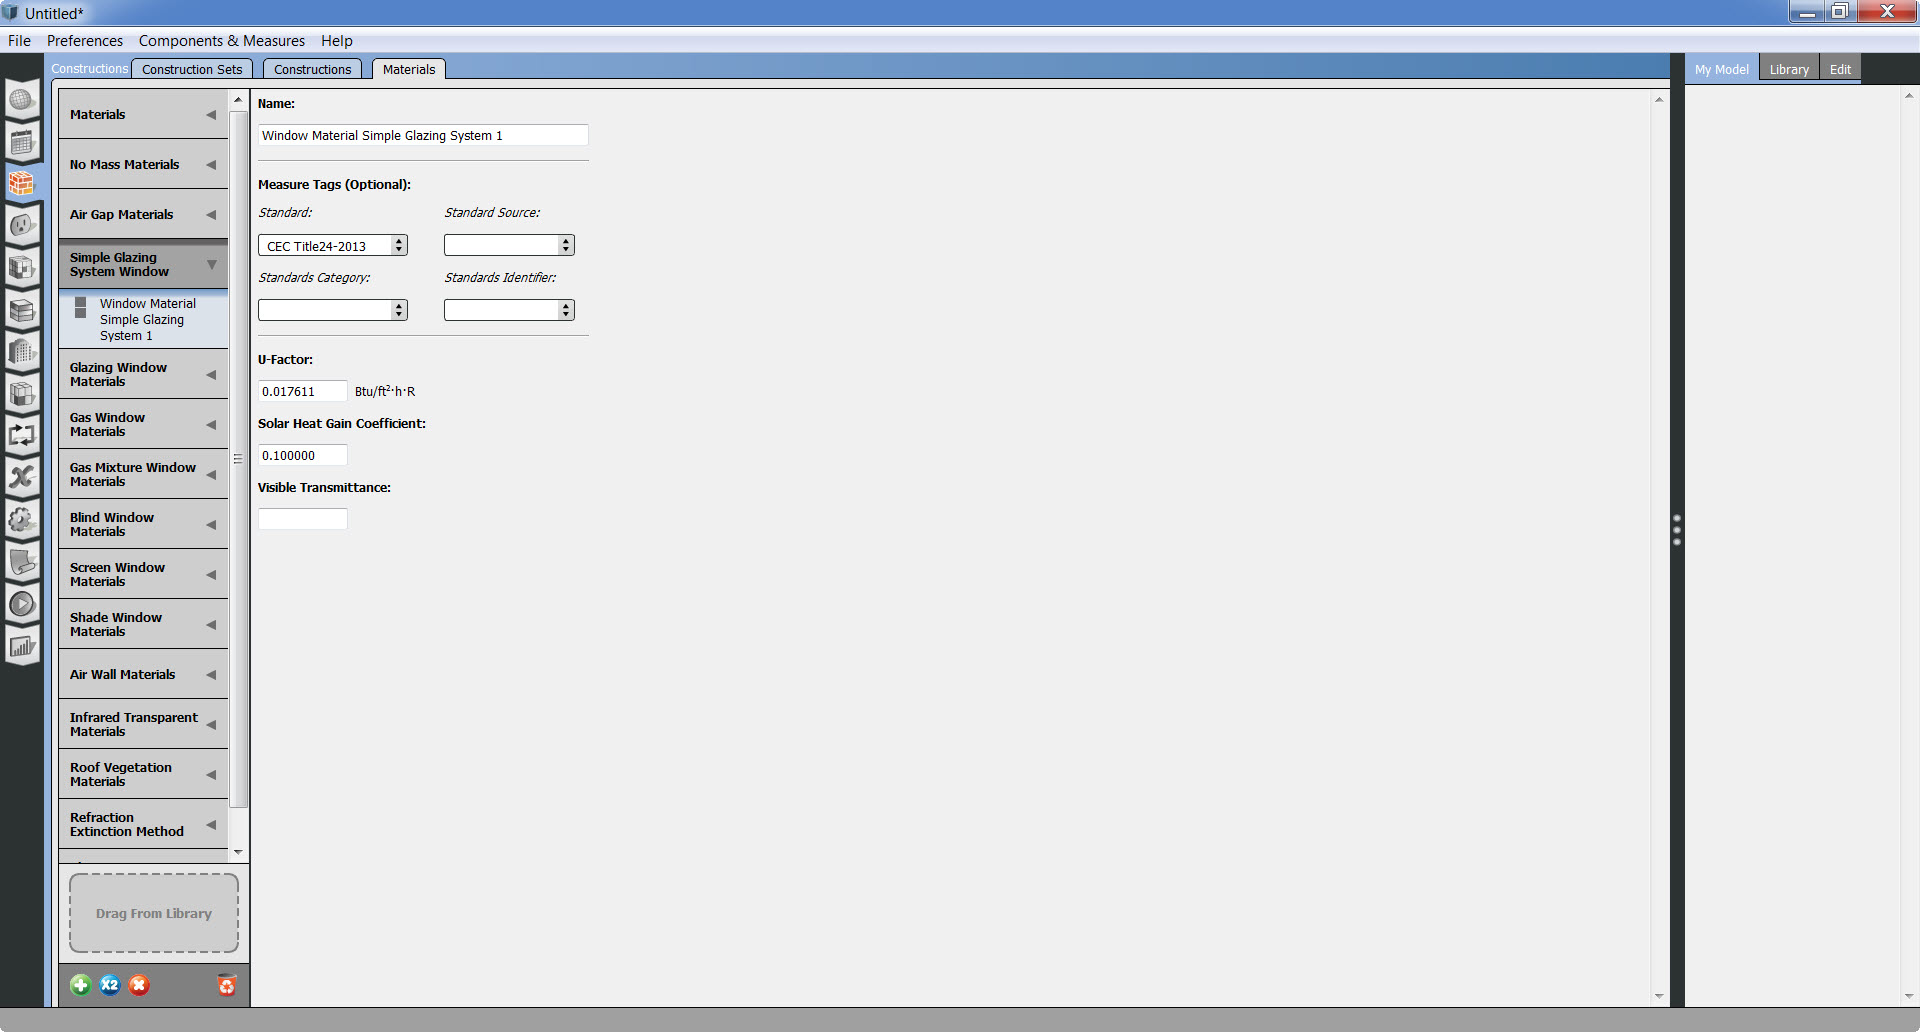 Untitled*
File Preferences Components & Measures Help
Constructions Construction Sets Constructions Materials
My Model Library Edit
Materials
No Mass Materials
Air Gap Materials
Simple Glazing
System Window
Window Material
Simple Glazing
System 1
Glazing Window
Materials
Gas Window
Materials
Gas Mixture Window
Materials
Blind Window
Materials
Screen Window
Materials
Shade Window
Materials
Air Wall Materials
Infrared Transparent
Materials
Roof Vegetation
Materials
Refraction
Extinction Method
Drag From Library
X2
Name:
Window Material Simple Glazing System 1
Measure Tags (Optional):
Standard: Standard Source:
CEC Title24-2013
Standards Category: Standards Identifier:
U-Factor:
0.017611 Btu/ft²·h·R
Solar Heat Gain Coefficient:
0.100000
Visible Transmittance: